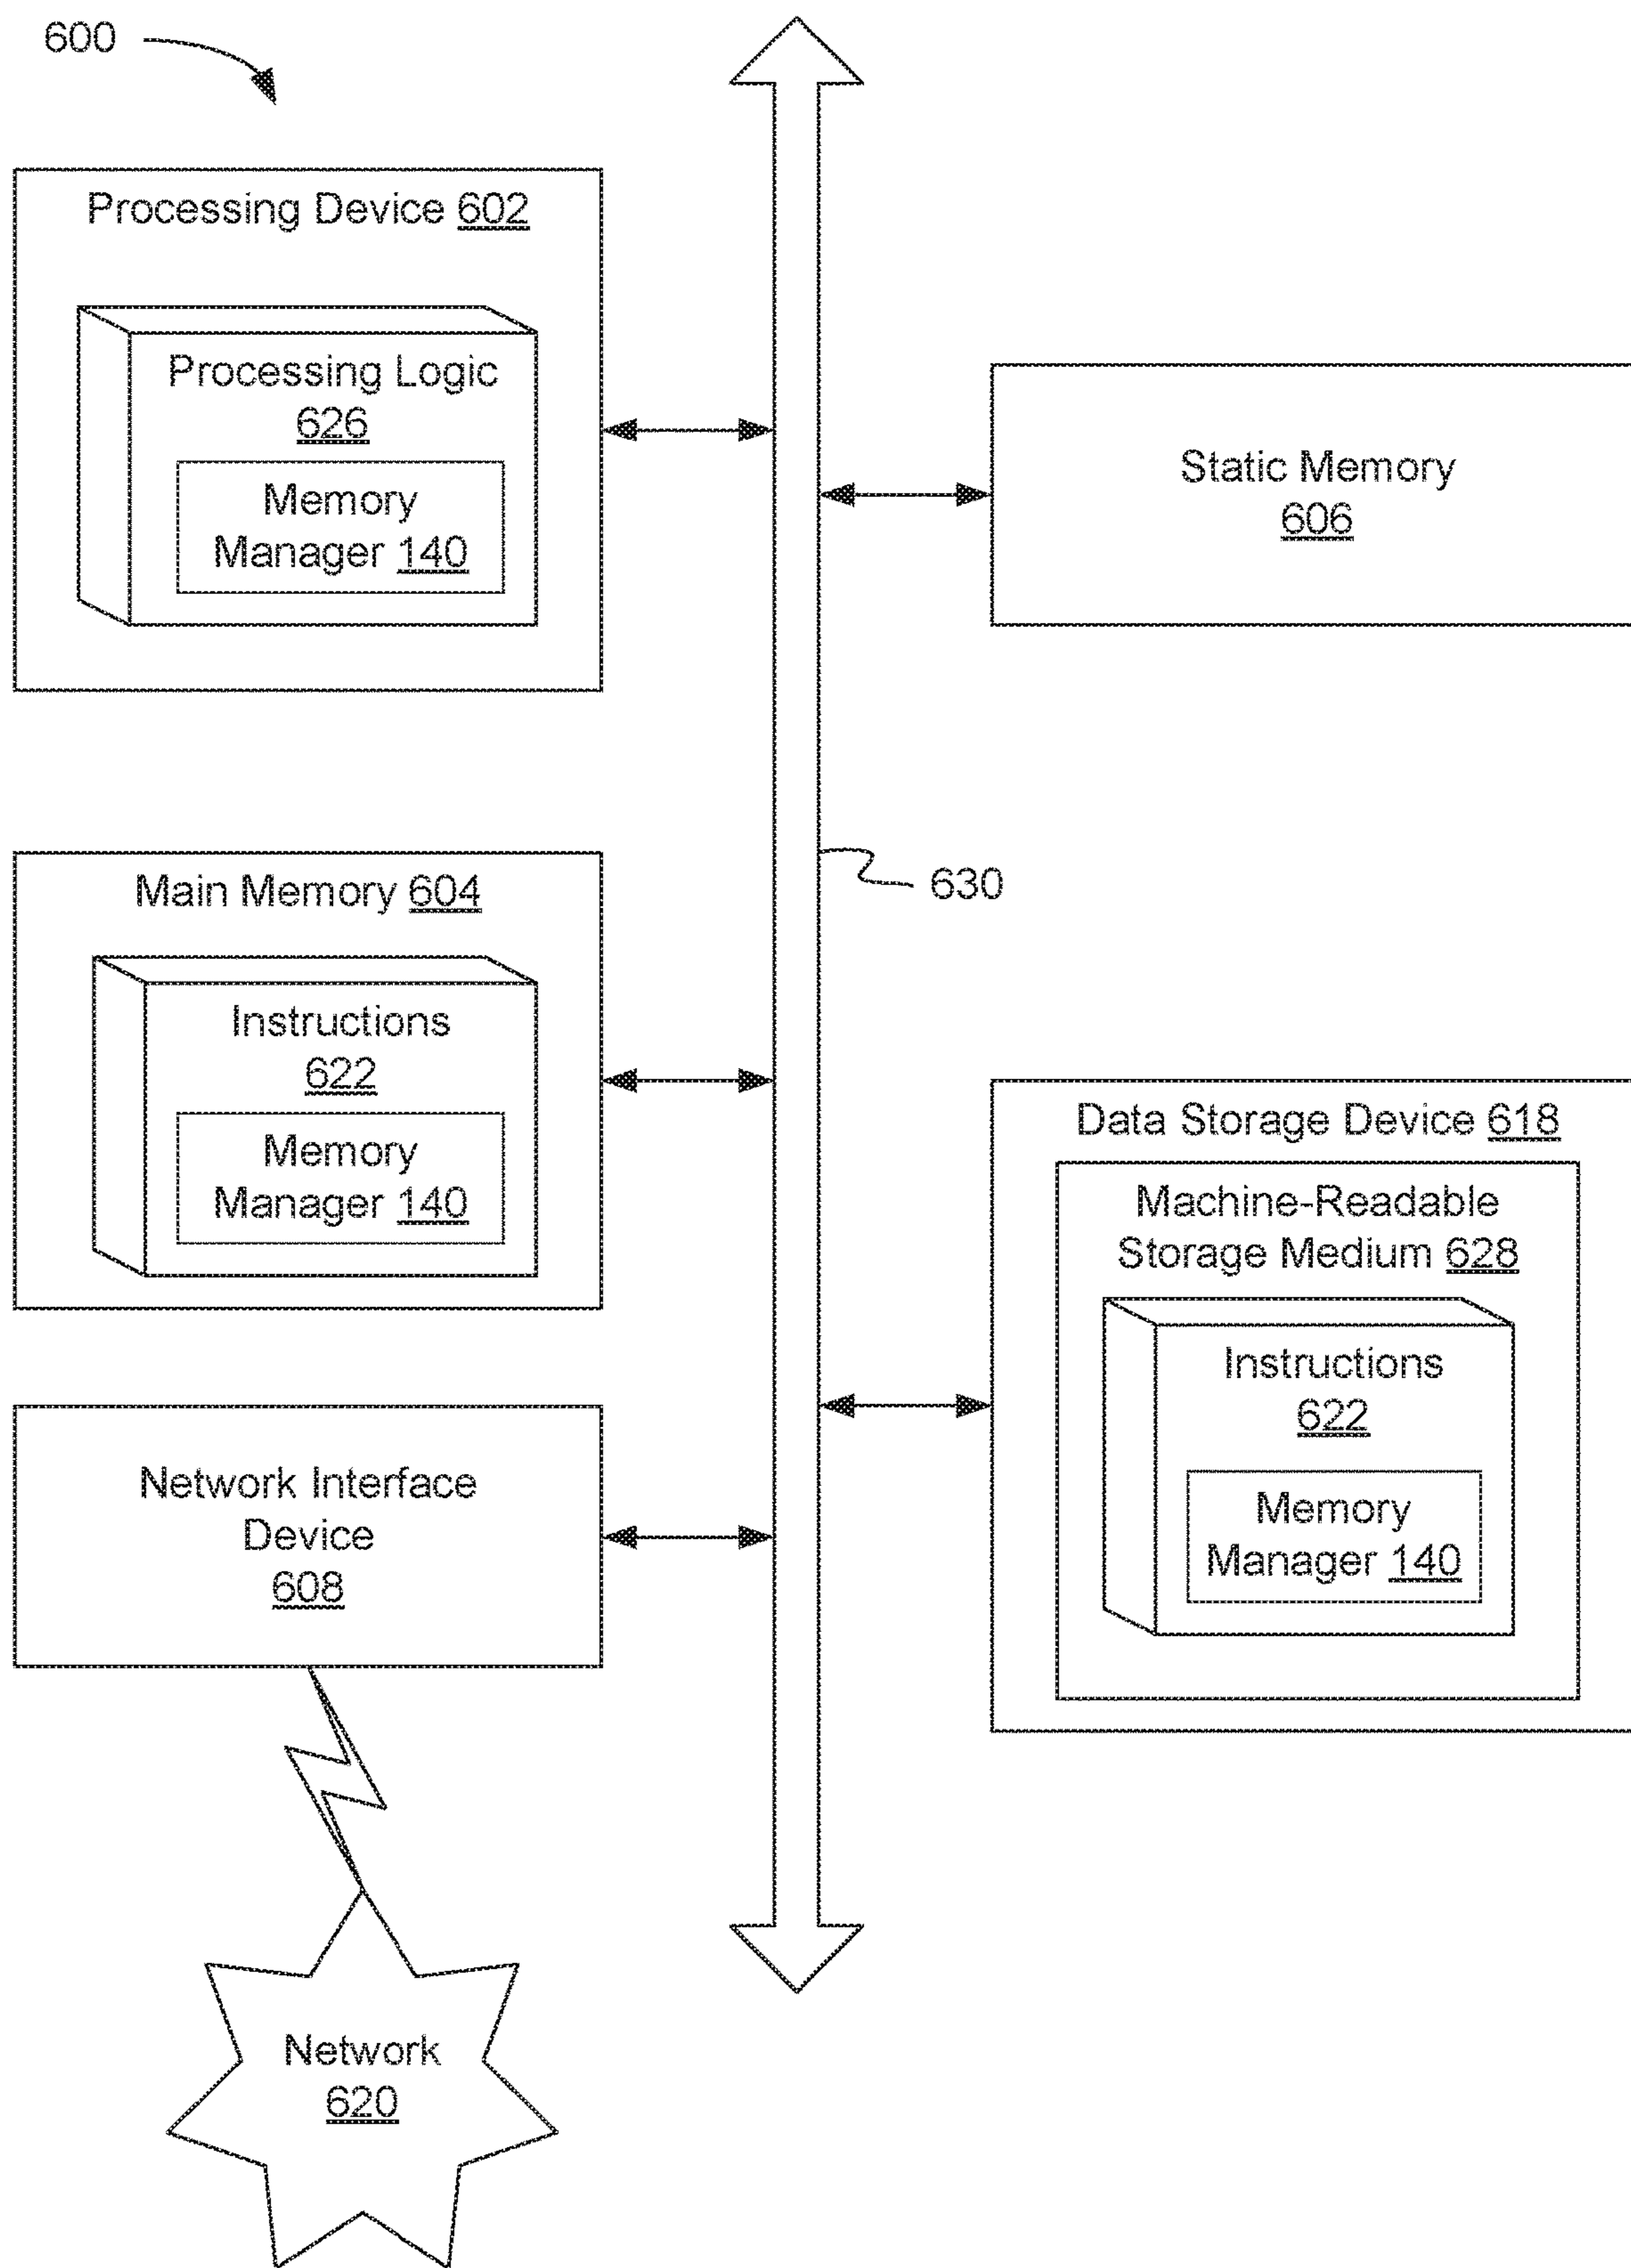 600
Processing Device 602
Processing Logic
626
Memory
Manager 140
Static Memory
606
Main Memory 604
630
Instructions
622
Memory
Manager 140
Data Storage Device 618
Machine-Readable
Storage Medium 628
Instructions
622
Memory
Manager 140
Network Interface
Device
608
Network
620